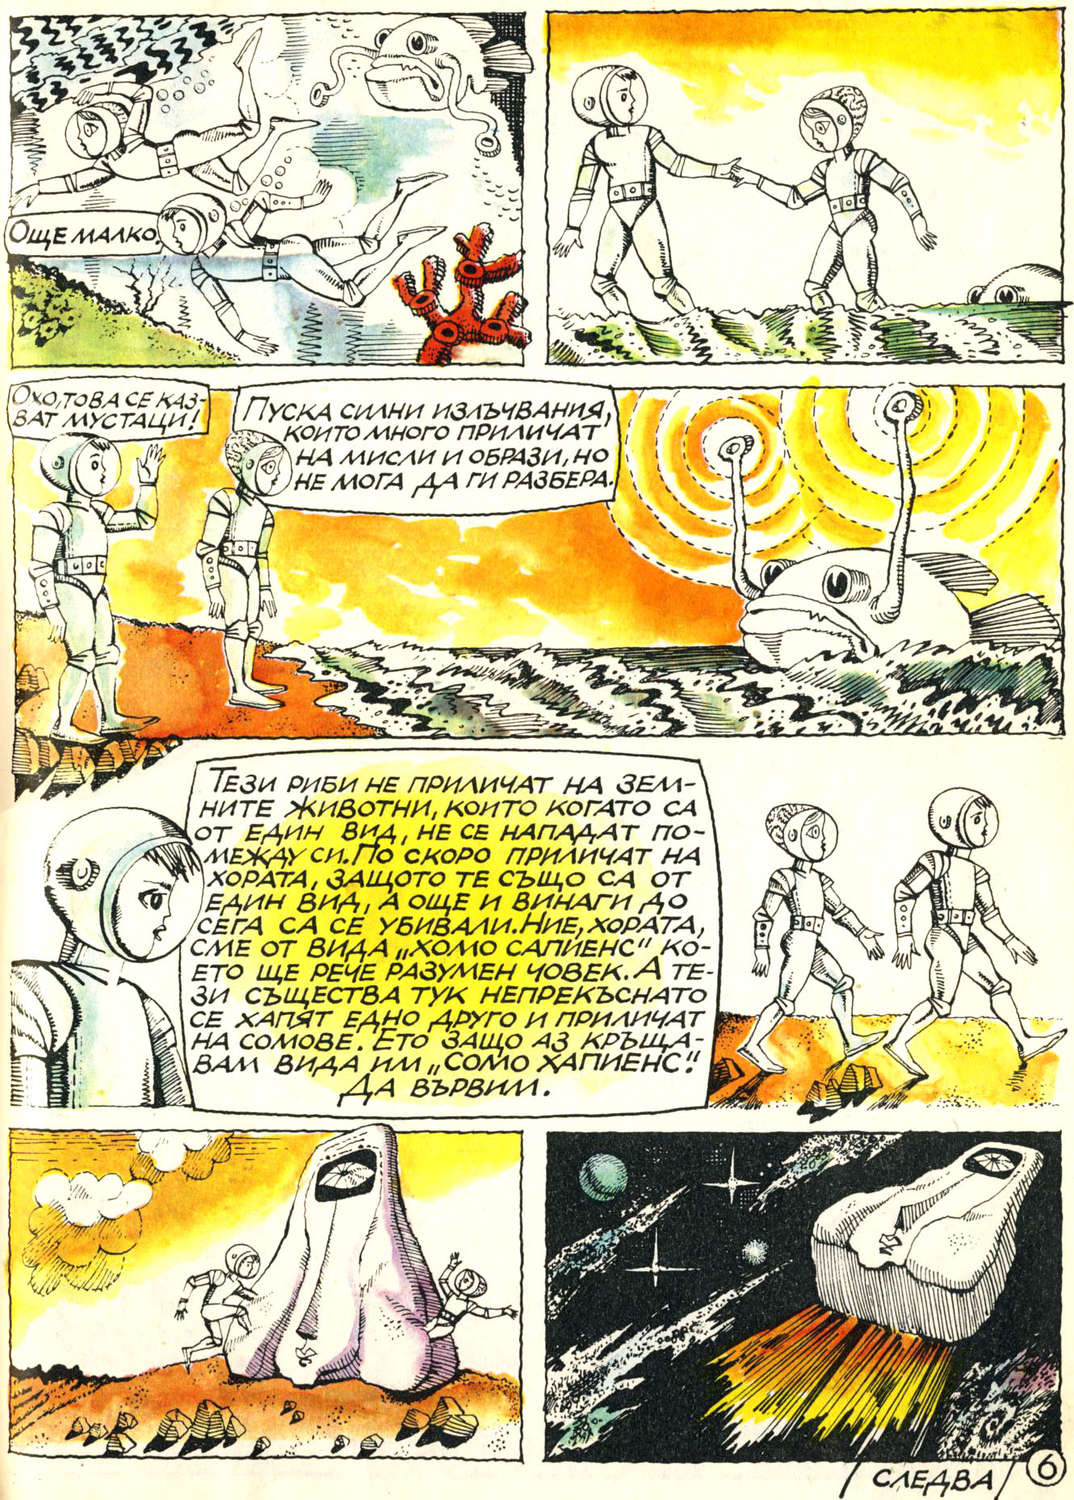 ОЩЕ МАЛКО.
ОХО, ТОВА СЕ КАЗ-
ВАТ МУСТАЦИ!
ПУСКА СИЛНИ ИЗЛЪЧВАНИЯ,
КОИТО МНОГО ПРИЛИЧАТ
НА МИСЛИ И ОБРАЗИ, НО
НЕ МОГА ДА ГИ РАЗБЕРА.
ТЕЗИ РИБИ НЕ ПРИЛИЧАТ НА ЗЕМ-
НИТЕ ЖИВОТНИ, КОИТО КОГАТО СА
ОТ ЕДИН ВИД, НЕ СЕ НАПАДАТ ПО-
МЕЖДУ СИ. ПО СКОРО ПРИЛИЧАТ НА
ХОРАТА, ЗАЩОТО ТЕ СЪЩО СА ОТ
ЕДИН ВИД, А ОЩЕ И ВИНАГИ ДО
СЕГА СА СЕ УБИВАЛИ. НИЕ, ХОРАТА,
СМЕ ОТ ВИДА „ХОМО САПИЕНС" КО-
ЕТО ЩЕ РЕЧЕ РАЗУМЕН ЧОВЕК. А ТЕ-
ЗИ СЪЩЕСТВА ТУК НЕПРЕКЪСНАТО
СЕ ХАПЯТ ЕДНО ДРУГО И ПРИЛИЧАТ
НА СОМОВЕ. ЕТО ЗАЩО АЗ КРЪЩА-
ВАМ ВИДА ИМ „СОМО ХАПИЕНС".
ДА ВЪРВИМ.
/ СЛЕДВА /
6